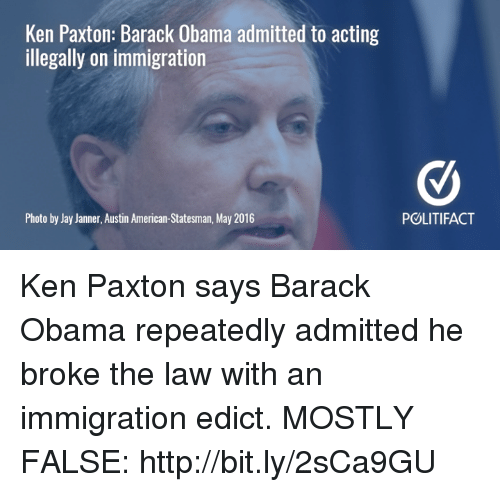 Ken Paxton: Barack Obama admitted to acting
illegally on immigration
Photo by Jay Janner, Austin American-Statesman, May 2016
POLITIFACT
Ken Paxton says Barack
Obama repeatedly admitted he
broke the law with an
immigration edict. MOSTLY
FALSE: http://bit.ly/2sCa9GU